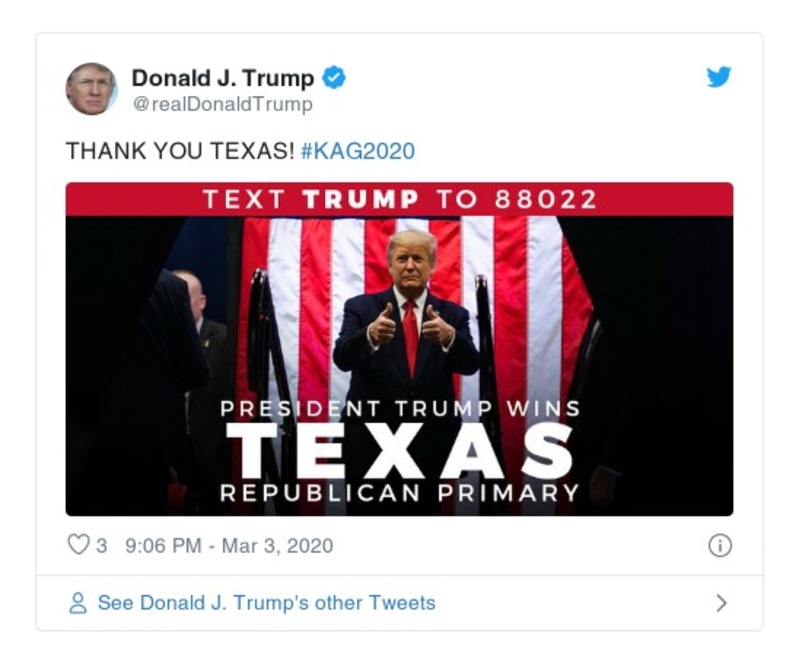 Donald J. Trump
@realDonaldTrump
THANK YOU TEXAS! #KAG2020
TEXT TRUMP TO 88022
PRESIDENT TRUMP WINS
TEXAS
REPUBLICAN PRIMARY
3 9:06 PM - Mar 3, 2020
See Donald J. Trump's other Tweets